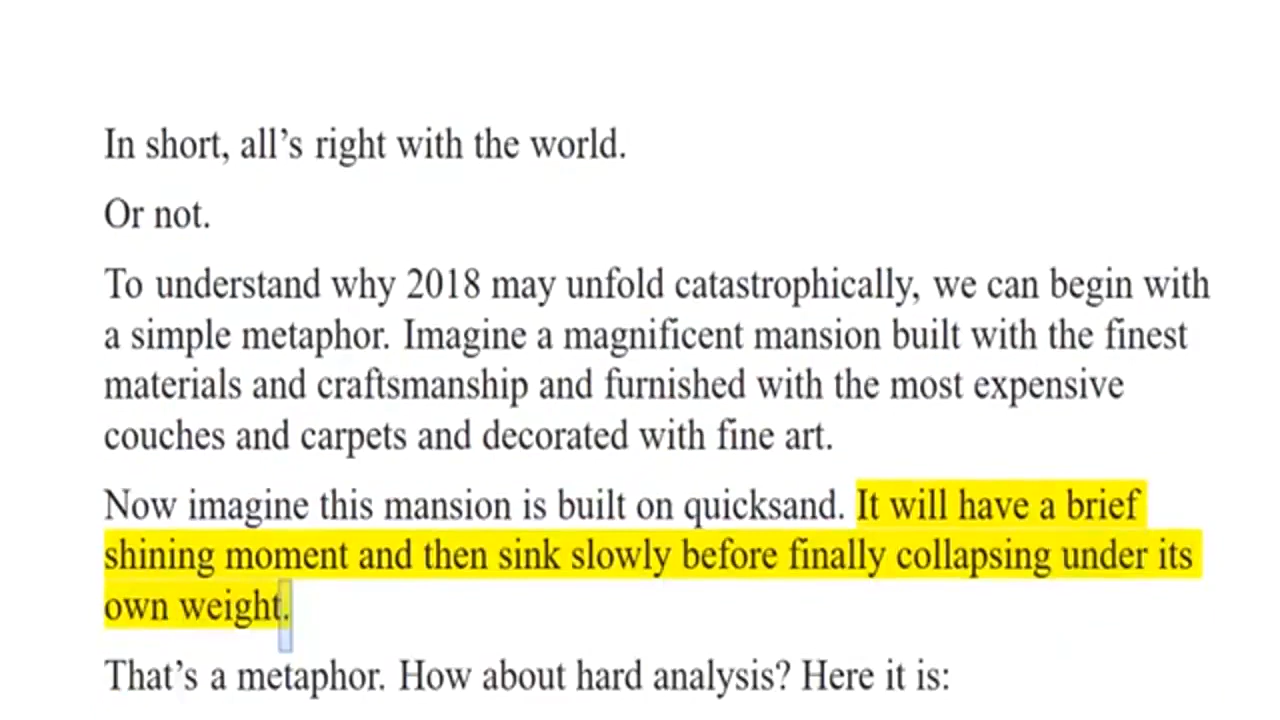 In short, all’s right with the world.
Or not.
To understand why 2018 may unfold catastrophically, we can begin with
a simple metaphor. Imagine a magnificent mansion built with the finest
materials and craftsmanship and furnished with the most expensive
couches and carpets and decorated with fine art.
Now imagine this mansion is built on quicksand. It will have a brief
shining moment and then sink slowly before finally collapsing under its
own weight.
That’s a metaphor. How about hard analysis? Here it is: